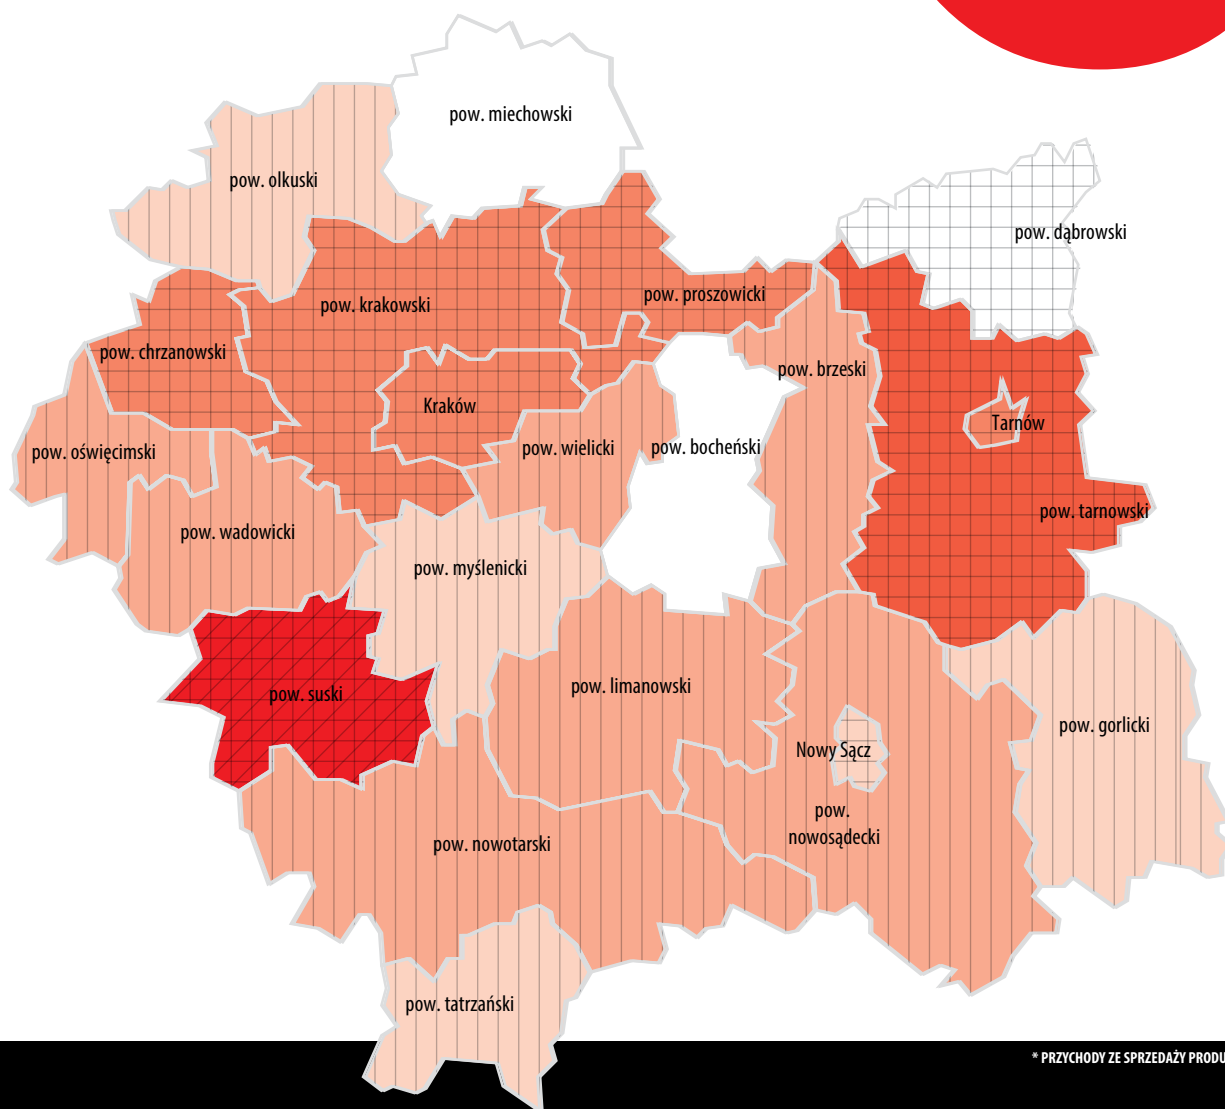 pow. miechowski
pow. olkuski
pow. dąbrowski
pow. krakowski
pow. proszowicki
pow. chrzanowski
pow. brzeski
Kraków
Tarnów
pow. oświęcimski
pow. wielicki
pow. bocheński
pow. tarnowski
pow. wadowicki
pow. myślenicki
pow. suski
pow. limanowski
pow. gorlicki
Nowy Sącz
pow.
nowosądecki
pow. nowotarski
pow. tatrzański
* PRZYCHODY ZE SPRZEDAŻY PRODU